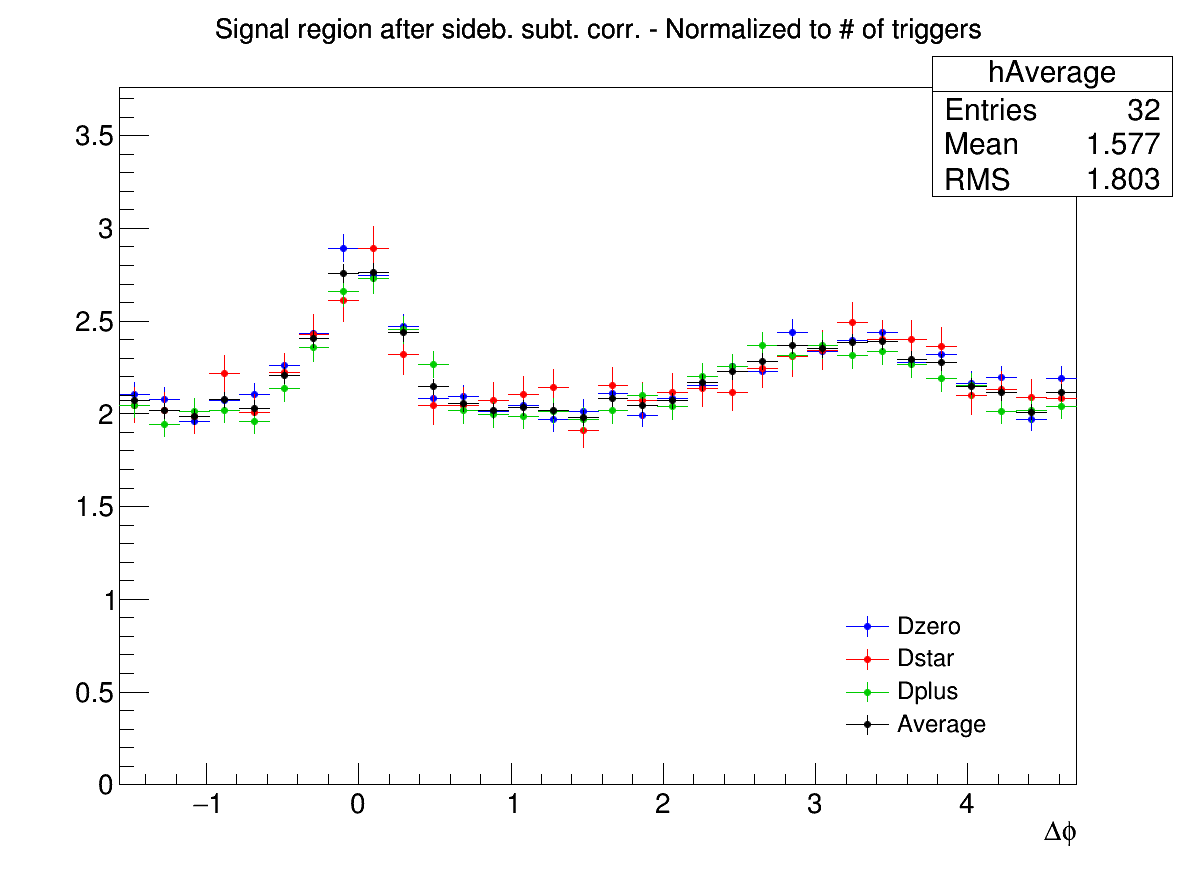 Signal region after sideb. subt. corr. - Normalized to # of triggers
hAverage
Entries 32
Mean 1.577
RMS 1.803
3.5
3
2.5
2
1.5
1
0.5
0
Dzero
Dstar
Dplus
Average
−1 0 1 2 3 4
Δϕ